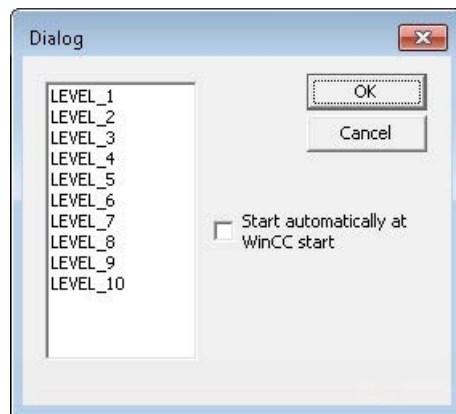 Dialog
LEVEL_1
LEVEL_2
LEVEL_3
LEVEL_4
LEVEL_5
LEVEL_6
LEVEL_7
LEVEL_8
LEVEL_9
LEVEL_10
OK
Cancel
Start automatically at
WinCC start